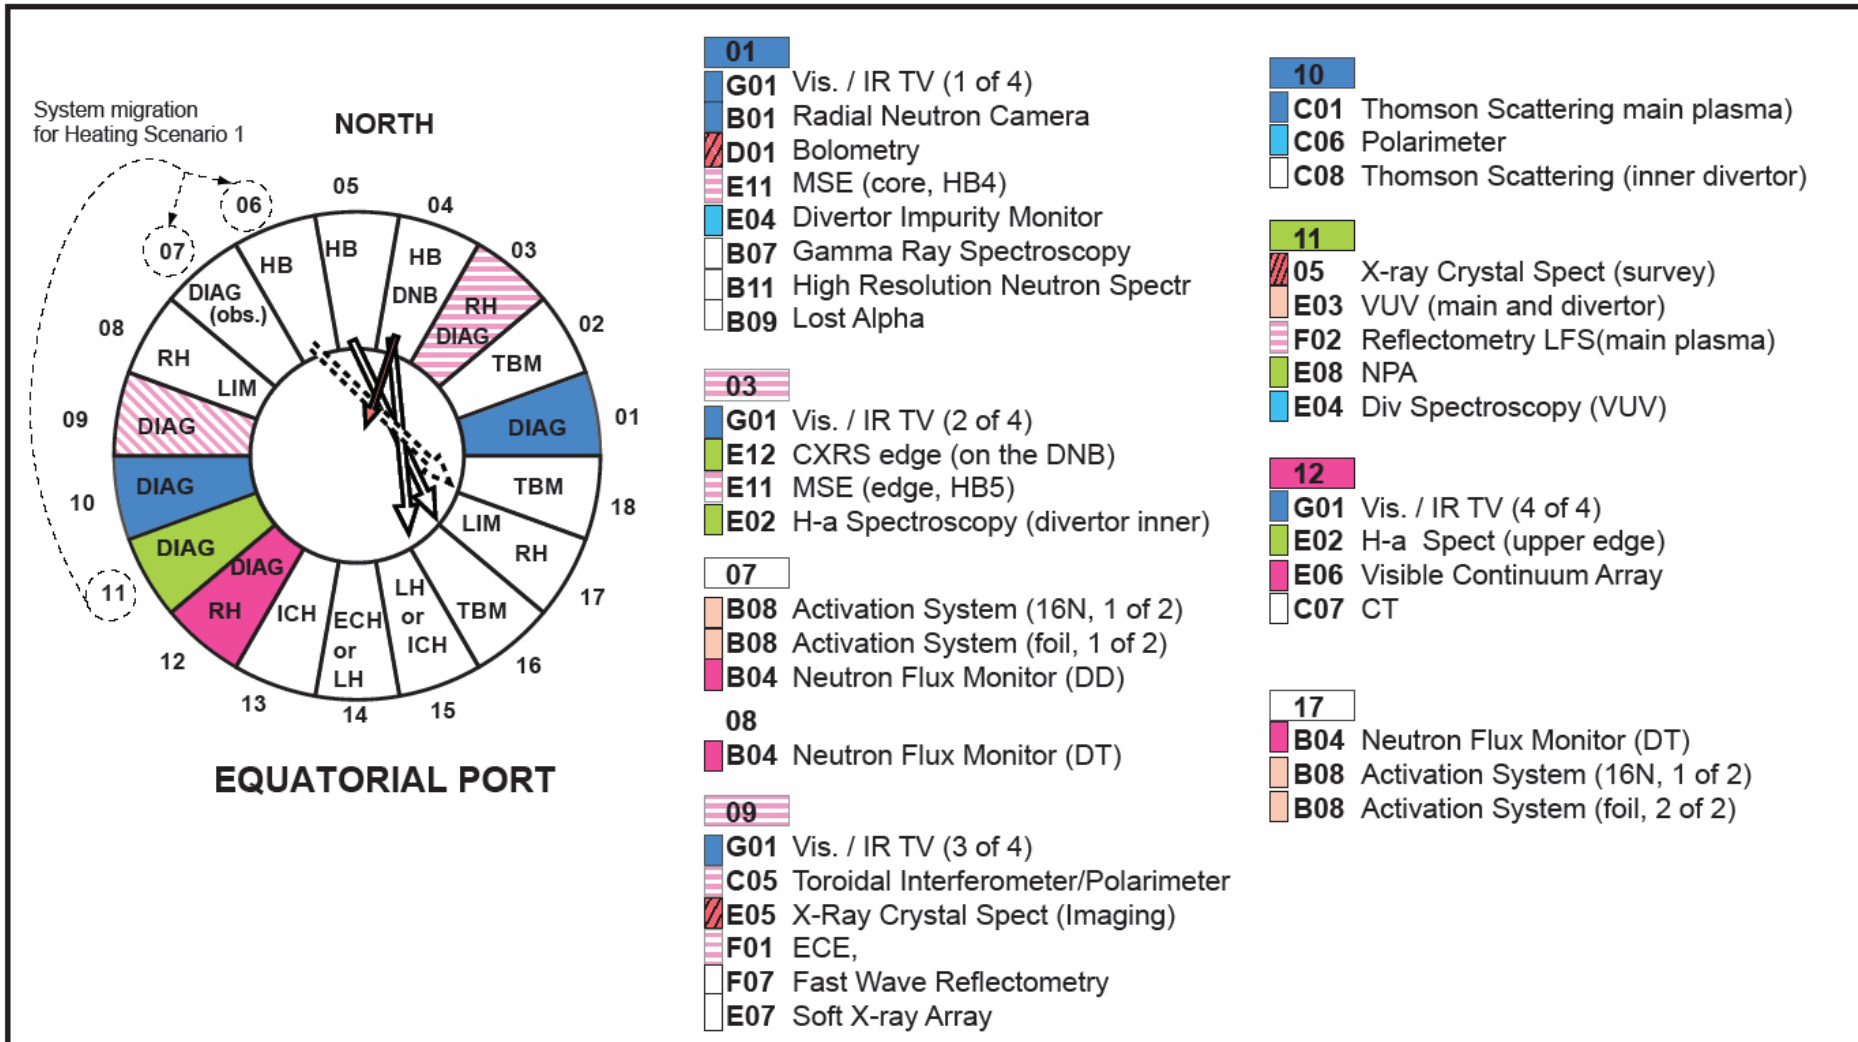 System migration
for Heating Scenario 1
NORTH
05
04
06
03
07
HB
HB
HB
DIAG
(obs.)
DNB
RH
DIAG
02
08
RH
LIM
TBM
09
DIAG
DIAG
01
10
DIAG
TBM
18
DIAG
LIM
RH
11
DIAG
RH
ICH
ECH
or
LH
LH
or
ICH
TBM
17
12
16
13
14
15
EQUATORIAL PORT
01
G01 Vis. / IR TV (1 of 4)
B01 Radial Neutron Camera
D01 Bolometry
E11 MSE (core, HB4)
E04 Divertor Impurity Monitor
B07 Gamma Ray Spectroscopy
B11 High Resolution Neutron Spectr
B09 Lost Alpha
03
G01 Vis. / IR TV (2 of 4)
E12 CXRS edge (on the DNB)
E11 MSE (edge, HB5)
E02 H-a Spectroscopy (divertor inner)
07
B08 Activation System (16N, 1 of 2)
B08 Activation System (foil, 1 of 2)
B04 Neutron Flux Monitor (DD)
08
B04 Neutron Flux Monitor (DT)
09
G01 Vis. / IR TV (3 of 4)
C05 Toroidal Interferometer/Polarimeter
E05 X-Ray Crystal Spect (Imaging)
F01 ECE,
F07 Fast Wave Reflectometry
E07 Soft X-ray Array
10
C01 Thomson Scattering main plasma)
C06 Polarimeter
C08 Thomson Scattering (inner divertor)
11
05 X-ray Crystal Spect (survey)
E03 VUV (main and divertor)
F02 Reflectometry LFS(main plasma)
E08 NPA
E04 Div Spectroscopy (VUV)
12
G01 Vis. / IR TV (4 of 4)
E02 H-a Spect (upper edge)
E06 Visible Continuum Array
C07 CT
17
B04 Neutron Flux Monitor (DT)
B08 Activation System (16N, 1 of 2)
B08 Activation System (foil, 2 of 2)